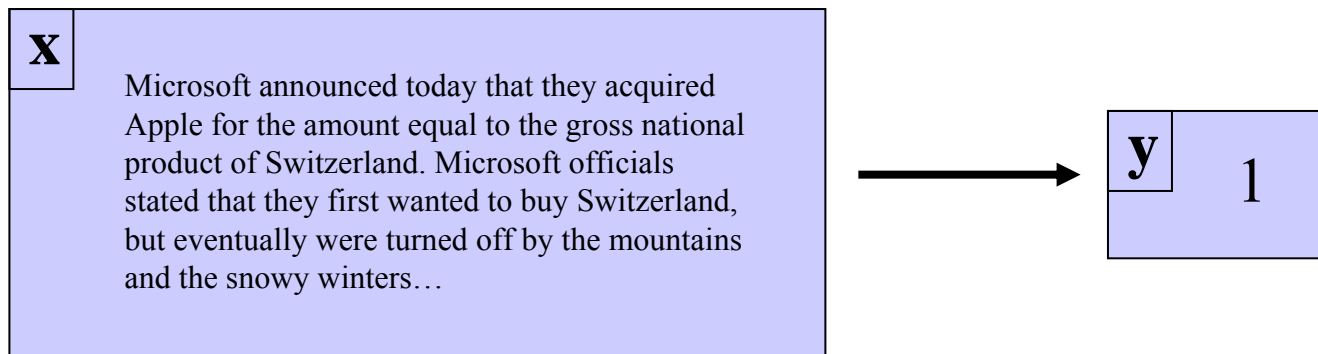 x
Microsoft announced today that they acquired
Apple for the amount equal to the gross national
product of Switzerland. Microsoft officials
stated that they first wanted to buy Switzerland,
but eventually were turned off by the mountains
and the snowy winters…
y
1